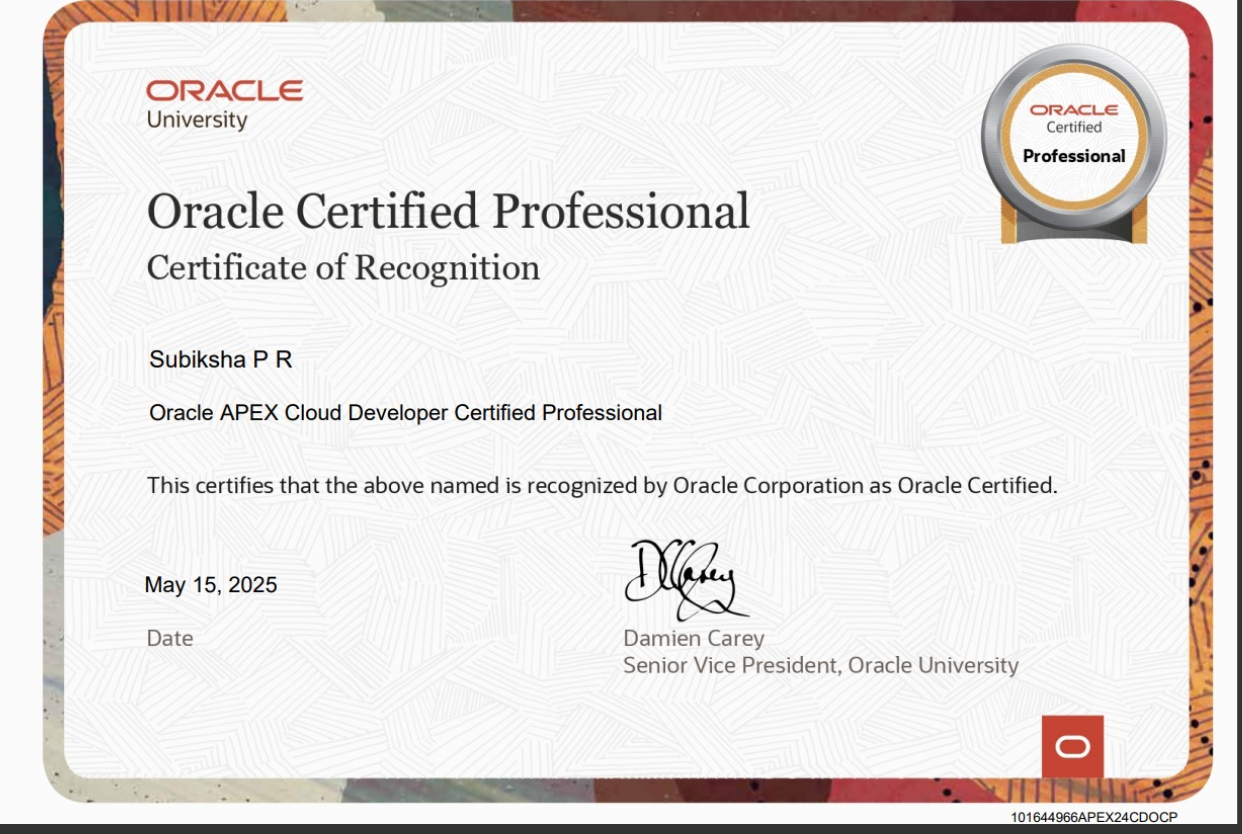 ORACLE
University
ORACLE
Certified
Professional
Oracle Certified Professional
Certificate of Recognition
Subiksha P R
Oracle APEX Cloud Developer Certified Professional
This certifies that the above named is recognized by Oracle Corporation as Oracle Certified.
DCarey
May 15, 2025
Date
Damien Carey
Senior Vice President, Oracle University
101644966APEX24CDOCP